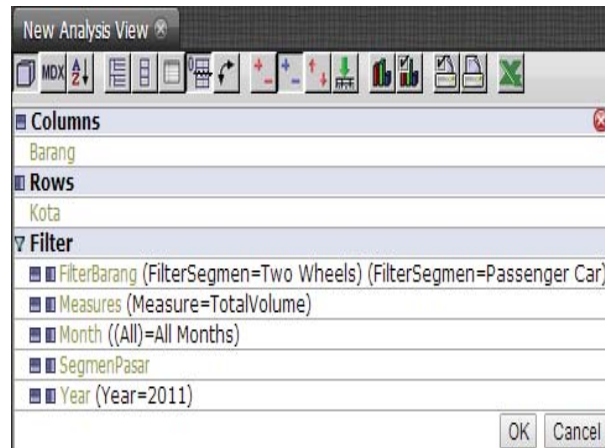 New Analysis View
MDX A Z
Columns
Barang
Rows
Kota
Filter
FilterBarang (FilterSegmen=Two Wheels) (FilterSegmen=Passenger Car)
Measures (Measure=TotalVolume)
Month ((All)=All Months)
SegmenPasar
Year (Year=2011)
OK Cancel